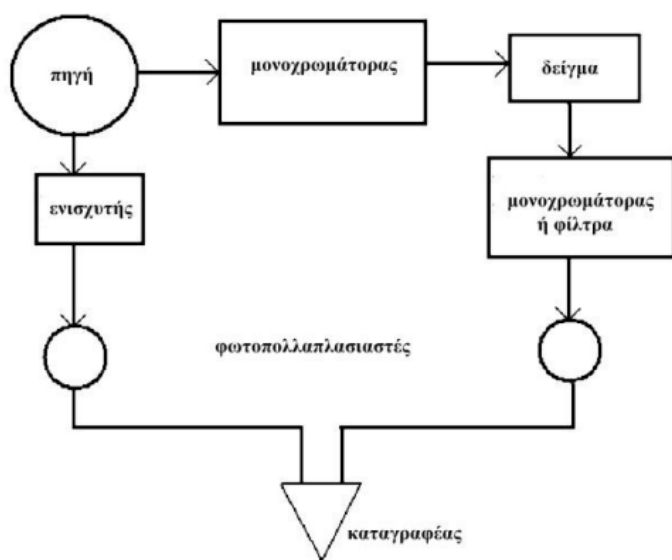 πηγή
μονοχρωμάτορας
δείγμα
ενισχυτής
μονοχρωμάτορας
ή φίλτρα
φωτοπολλαπλασιαστές
καταγραφέας